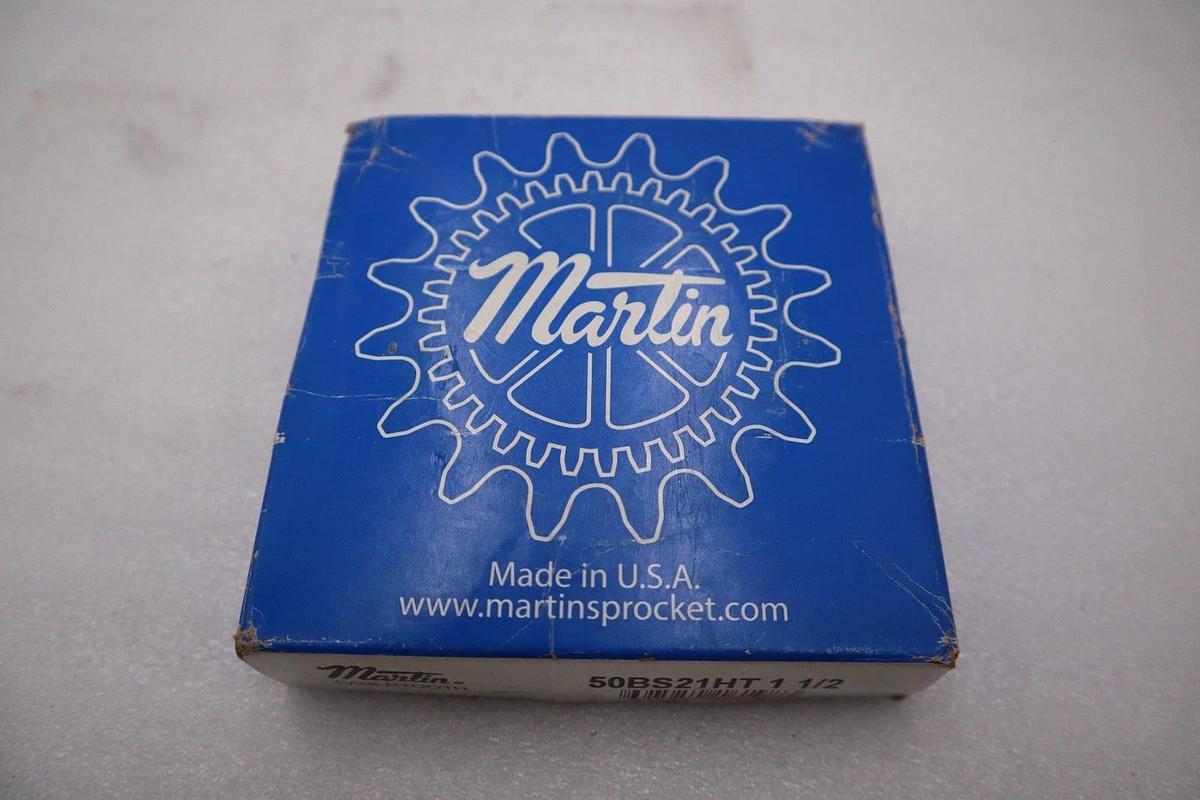 Martin
Made in U.S.A.
www.martinsprocket.com
Martin
50BS21HT 1 1/2